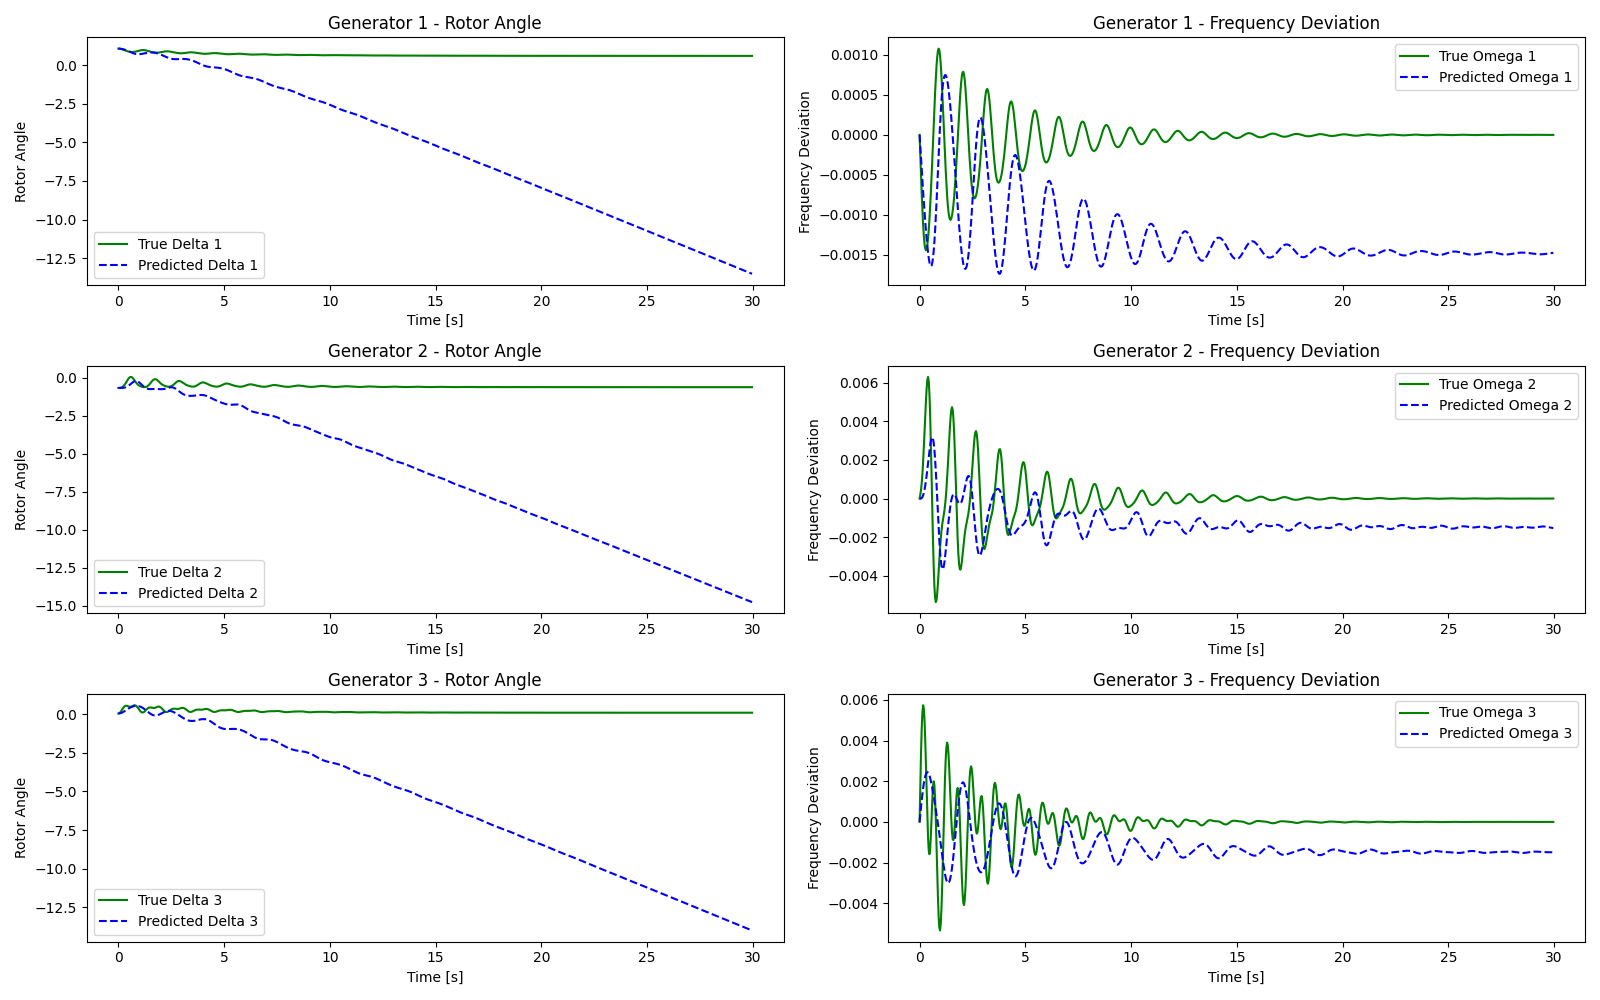 Generator 1 - Rotor Angle
Rotor Angle
0.0
−2.5
−5.0
−7.5
−10.0
−12.5
True Delta 1
Predicted Delta 1
0 5 10 15 20 25 30
Time [s]
Generator 1 - Frequency Deviation
Frequency Deviation
0.0010
0.0005
0.0000
−0.0005
−0.0010
−0.0015
True Omega 1
Predicted Omega 1
0 5 10 15 20 25 30
Time [s]
Generator 2 - Rotor Angle
Rotor Angle
0.0
−2.5
−5.0
−7.5
−10.0
−12.5
−15.0
True Delta 2
Predicted Delta 2
0 5 10 15 20 25 30
Time [s]
Generator 2 - Frequency Deviation
Frequency Deviation
0.006
0.004
0.002
0.000
−0.002
−0.004
True Omega 2
Predicted Omega 2
0 5 10 15 20 25 30
Time [s]
Generator 3 - Rotor Angle
Rotor Angle
0.0
−2.5
−5.0
−7.5
−10.0
−12.5
True Delta 3
Predicted Delta 3
0 5 10 15 20 25 30
Time [s]
Generator 3 - Frequency Deviation
Frequency Deviation
0.006
0.004
0.002
0.000
−0.002
−0.004
True Omega 3
Predicted Omega 3
0 5 10 15 20 25 30
Time [s]